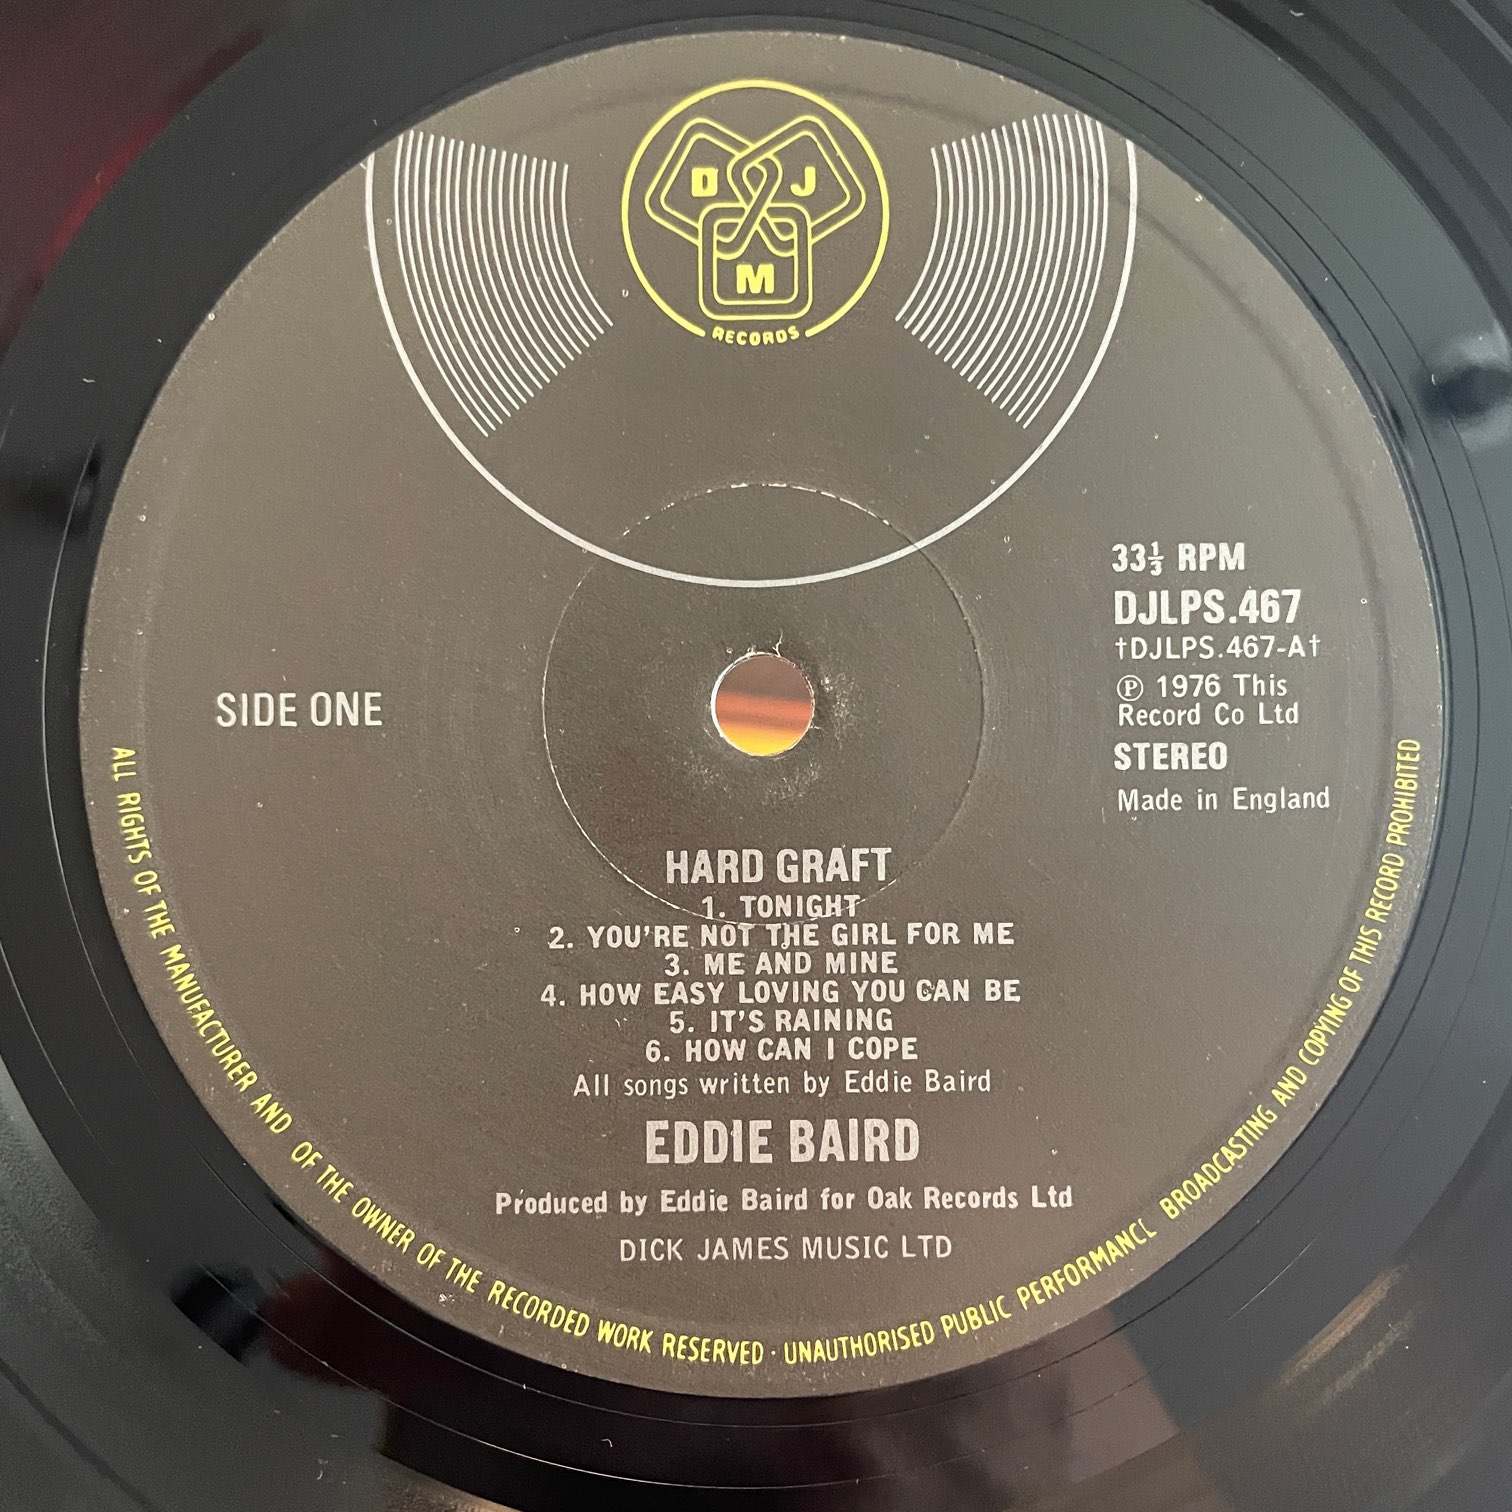 D J
M
RECORDS
33⅓ RPM
DJLPS.467
†DJLPS.467-A†
℗ 1976 This
Record Co Ltd
STEREO
Made in England
SIDE ONE
HARD GRAFT
1. TONIGHT
2. YOU'RE NOT THE GIRL FOR ME
3. ME AND MINE
4. HOW EASY LOVING YOU CAN BE
5. IT'S RAINING
6. HOW CAN I COPE
All songs written by Eddie Baird
EDDIE BAIRD
Produced by Eddie Baird for Oak Records Ltd
DICK JAMES MUSIC LTD
ALL RIGHTS OF THE MANUFACTURER AND OF THE OWNER OF THE RECORDED WORK RESERVED · UNAUTHORISED PUBLIC PERFORMANCE BROADCASTING AND COPYING OF THIS RECORD PROHIBITED